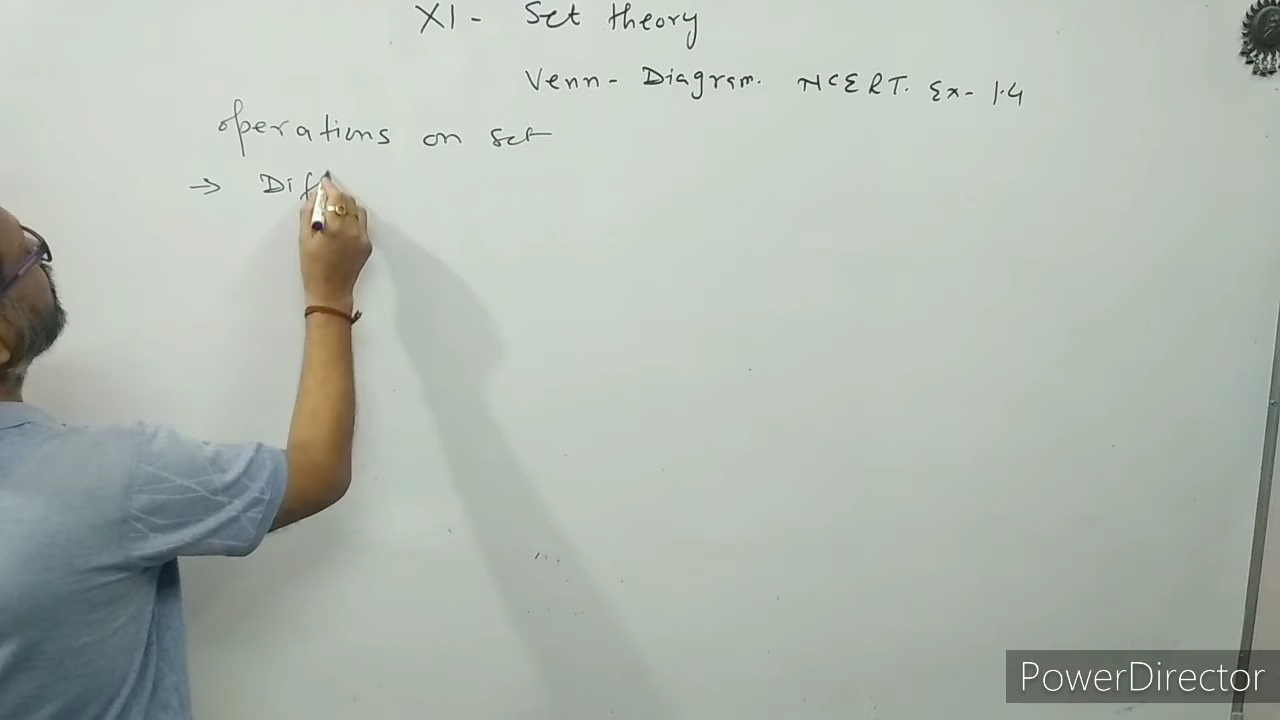 XI - Set theory
Venn - Diagram. NCERT. Ex - 1.4
operations on set
→ Dif
PowerDirector